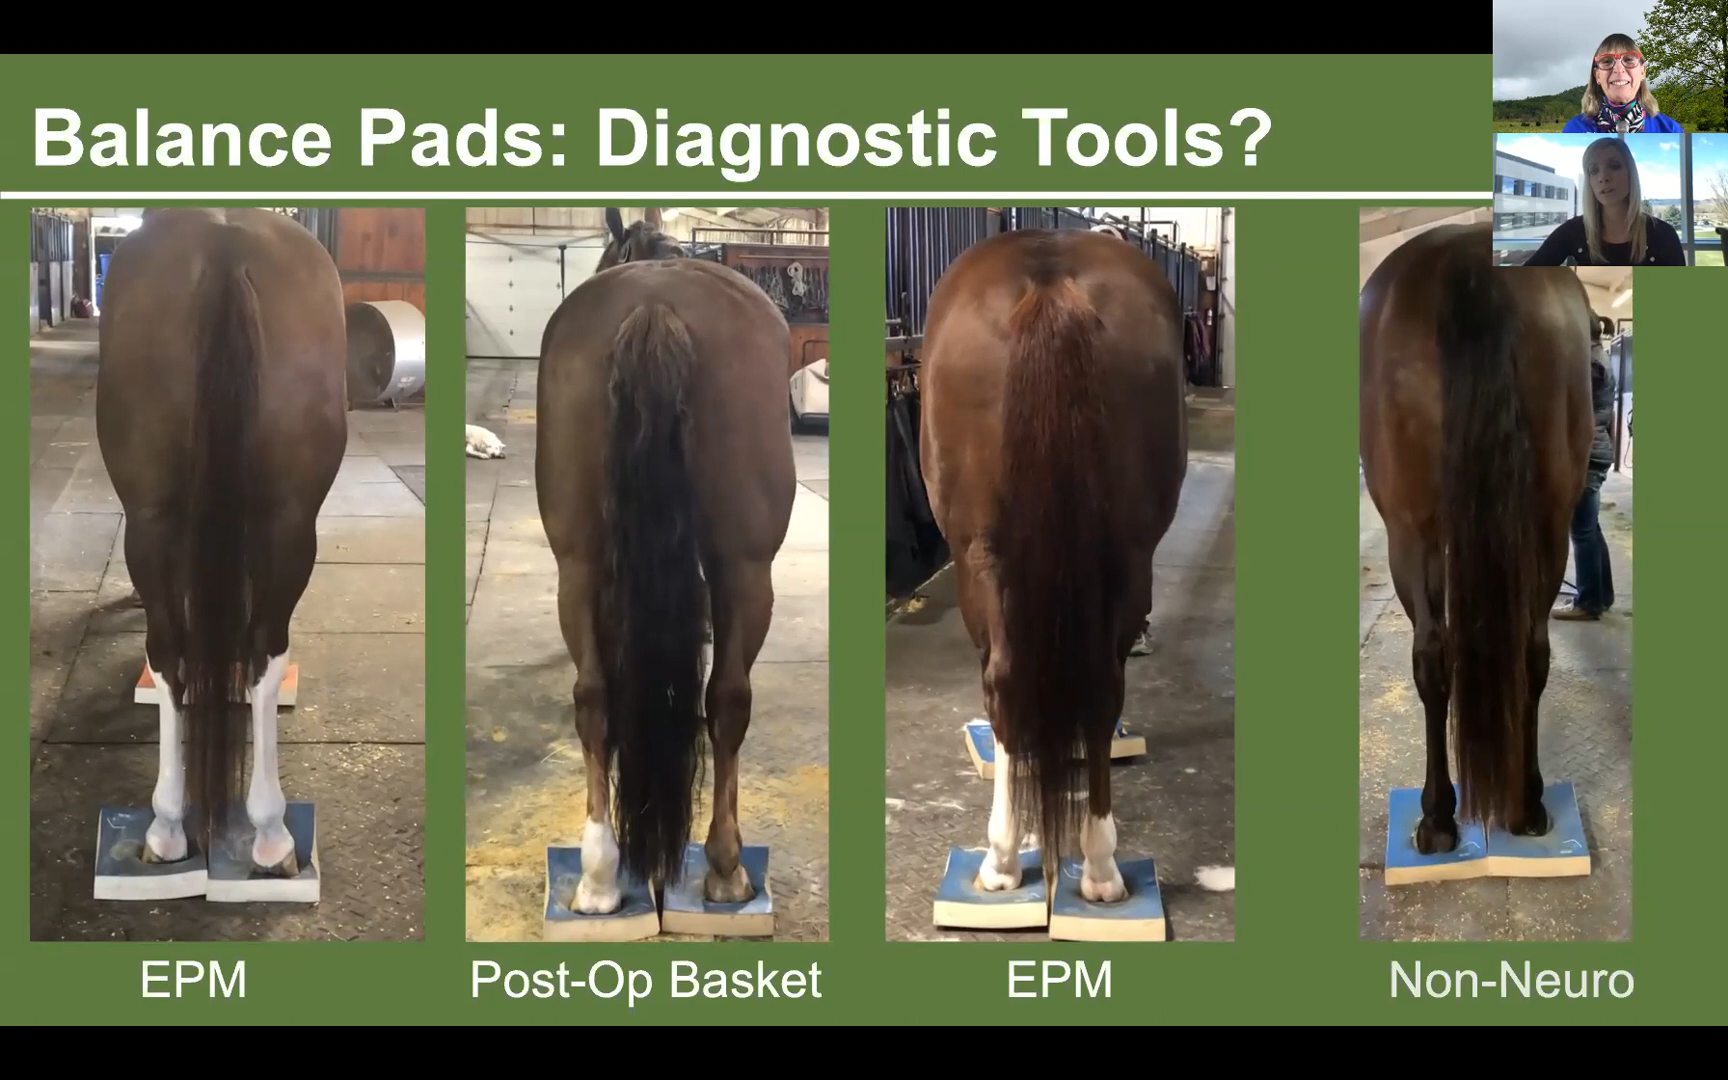 Balance Pads: Diagnostic Tools?
EPM
Post-Op Basket
EPM
Non-Neuro